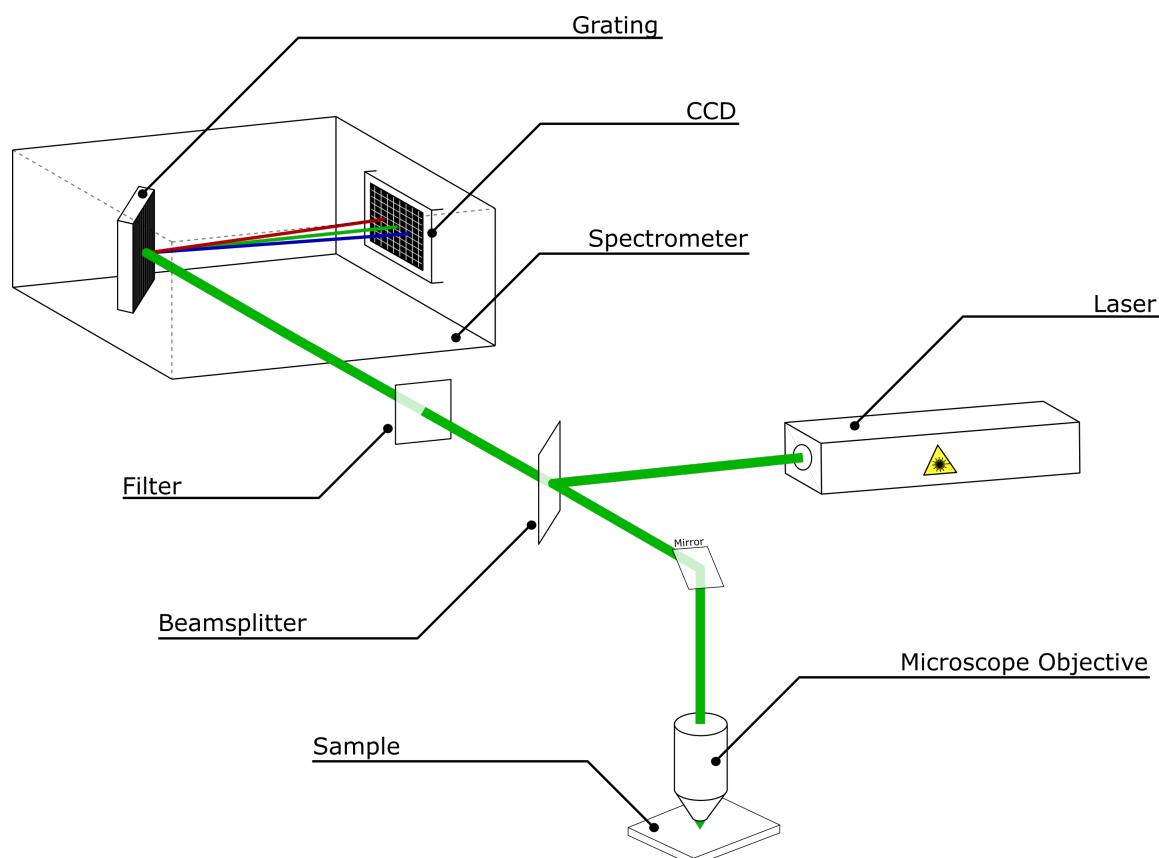 Grating
CCD
Spectrometer
Laser
Filter
Mirror
Beamsplitter
Microscope Objective
Sample